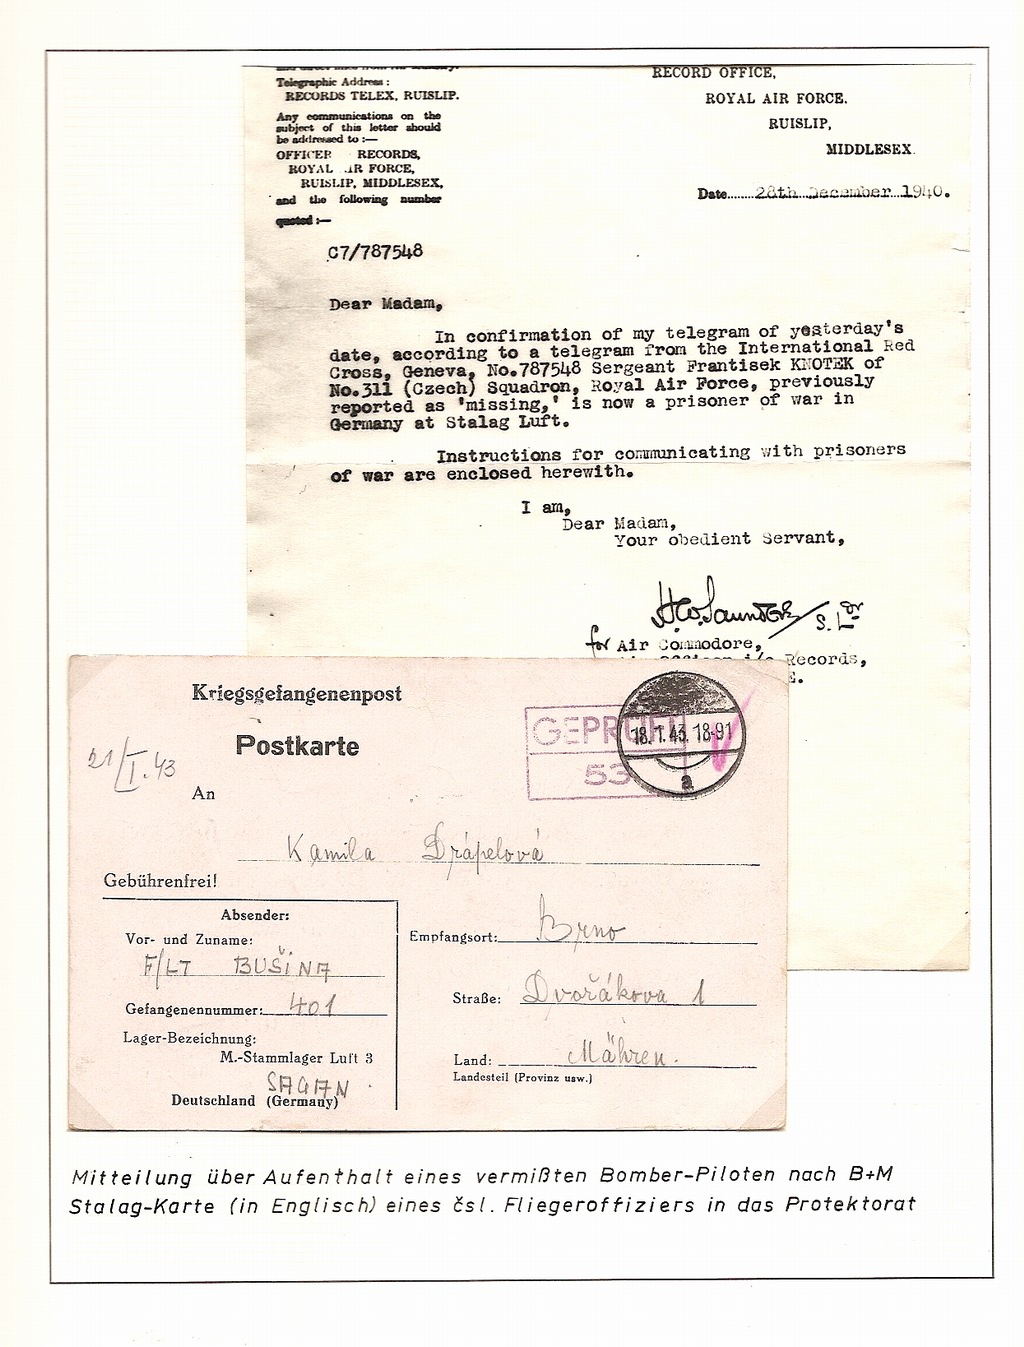 Telegraphic Address:
RECORDS TELEX, RUISLIP.
Any communications on the
subject of this letter should
be addressed to :—
OFFICER RECORDS,
ROYAL AIR FORCE,
RUISLIP, MIDDLESEX,
and the following number
quoted :—
RECORD OFFICE,
ROYAL AIR FORCE.
RUISLIP,
MIDDLESEX.
Date 28th December 1940.
C7/787548
Dear Madam,
In confirmation of my telegram of yesterday's
date, according to a telegram from the International Red
Cross, Geneva, No.787548 Sergeant Frantisek KNOTEK of
No.311 (Czech) Squadron, Royal Air Force, previously
reported as 'missing,' is now a prisoner of war in
Germany at Stalag Luft.
Instructions for communicating with prisoners
of war are enclosed herewith.
I am,
Dear Madam,
Your obedient Servant,
S.Ldr
for Air Commodore,
Records,
Kriegsgefangenenpost
Postkarte
21/I.43
GEPRÜFT
53
18.1.43.18-91
a
An
Kamila Drápelová
Gebührenfrei!
Absender:
Vor- und Zuname:
F/LT BUŠINA
Gefangenennummer: 401
Lager-Bezeichnung:
M.-Stammlager Luft 3
SAGAN
Deutschland (Germany)
Empfangsort: Brno
Straße: Dvořákova 1
Land: Mähren.
Landesteil (Provinz usw.)
Mitteilung über Aufenthalt eines vermißten Bomber-Piloten nach B+M
Stalag-Karte (in Englisch) eines čsl. Fliegeroffiziers in das Protektorat